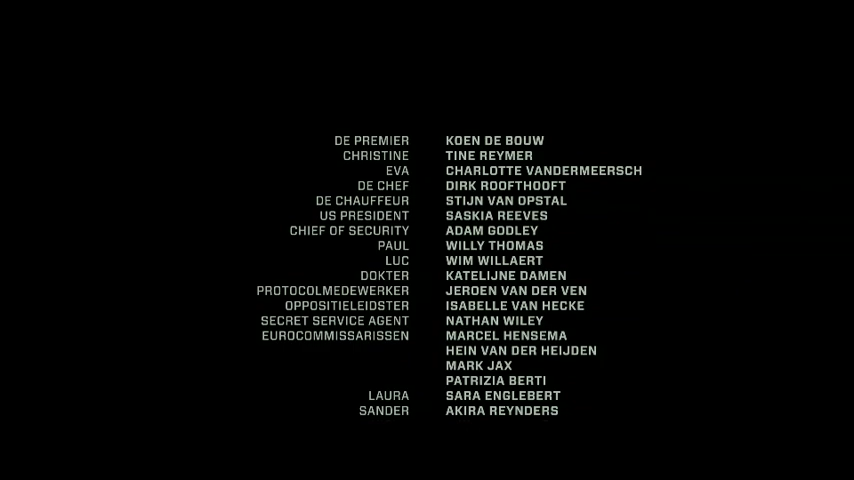 DE PREMIER KOEN DE BOUW
CHRISTINE TINE REYMER
EVA CHARLOTTE VANDERMEERSCH
DE CHEF DIRK ROOFTHOOFT
DE CHAUFFEUR STIJN VAN OPSTAL
US PRESIDENT SASKIA REEVES
CHIEF OF SECURITY ADAM GODLEY
PAUL WILLY THOMAS
LUC WIM WILLAERT
DOKTER KATELIJNE DAMEN
PROTOCOLMEDEWERKER JEROEN VAN DER VEN
OPPOSITIELEIDSTER ISABELLE VAN HECKE
SECRET SERVICE AGENT NATHAN WILEY
EUROCOMMISSARISSEN MARCEL HENSEMA
HEIN VAN DER HEIJDEN
MARK JAX
PATRIZIA BERTI
LAURA SARA ENGLEBERT
SANDER AKIRA REYNDERS